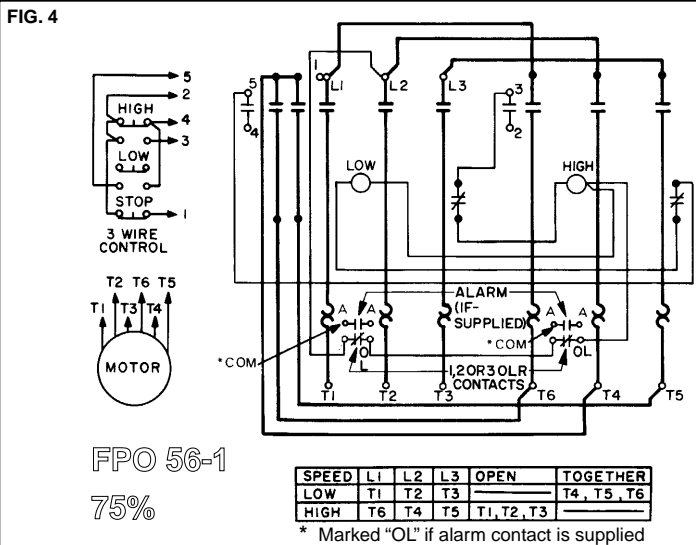 FIG. 4
5
2
HIGH
4
3
LOW
STOP
1
3 WIRE
CONTROL
5
4
1
L1
L2
L3
3
2
LOW
HIGH
T2 T6 T5
T1 T3 T4
MOTOR
ALARM
(IF-
SUPPLIED)
A A
A A
*COM
*COM
O
L
OL
1,2 OR 3 OLR
CONTACTS
T1 T2 T3 T6 T4 T5
FPO 56-1
75%
SPEED L1 L2 L3 OPEN TOGETHER
LOW T1 T2 T3 ——— T4, T5, T6
HIGH T6 T4 T5 T1, T2, T3 ———
* Marked “OL” if alarm contact is supplied